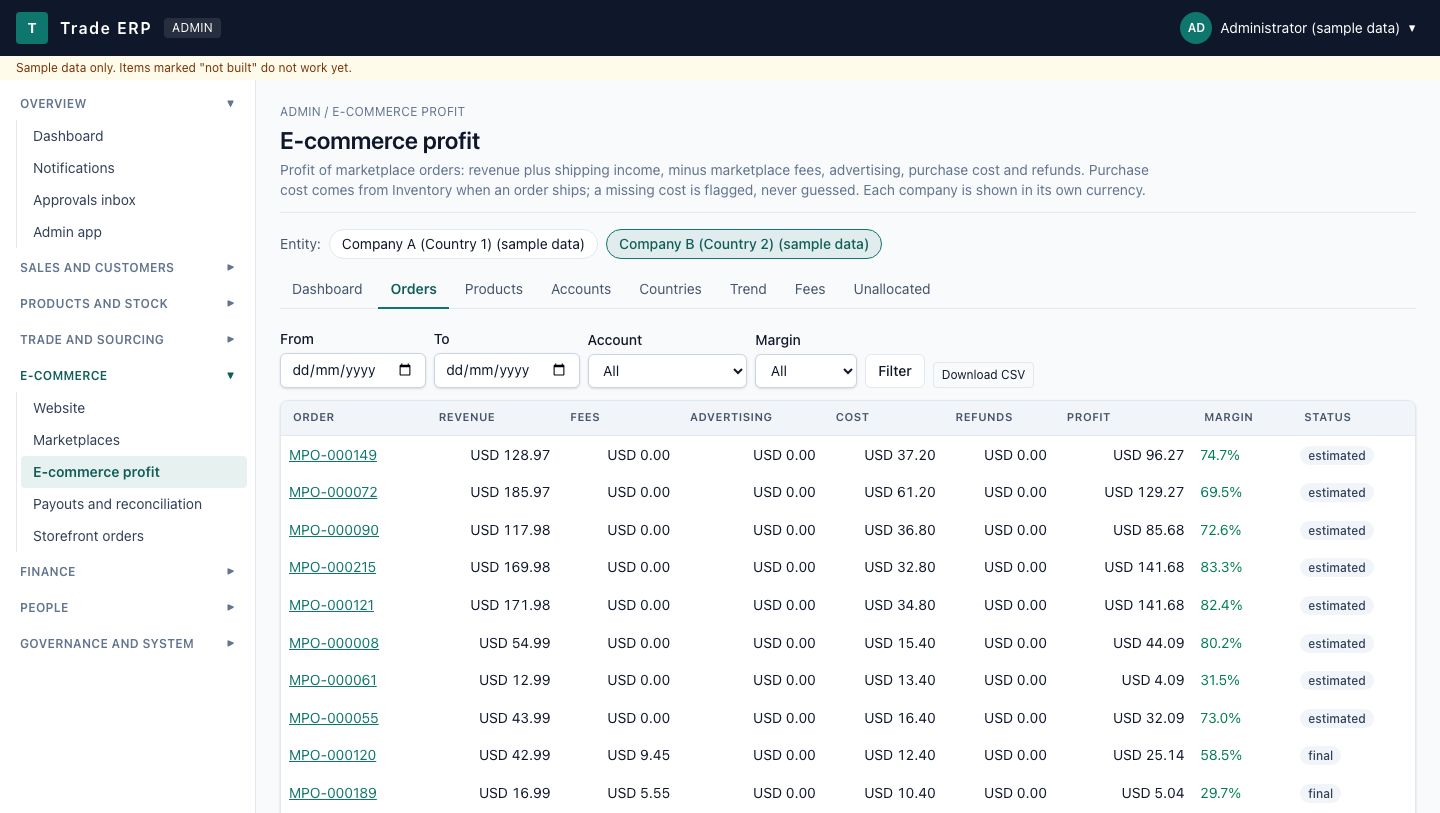 T Trade ERP ADMIN AD Administrator (sample data) ▼
Sample data only. Items marked "not built" do not work yet.
OVERVIEW ▼
Dashboard
Notifications
Approvals inbox
Admin app
SALES AND CUSTOMERS ►
PRODUCTS AND STOCK ►
TRADE AND SOURCING ►
E-COMMERCE ▼
Website
Marketplaces
E-commerce profit
Payouts and reconciliation
Storefront orders
FINANCE ►
PEOPLE ►
GOVERNANCE AND SYSTEM ►
ADMIN / E-COMMERCE PROFIT
E-commerce profit
Profit of marketplace orders: revenue plus shipping income, minus marketplace fees, advertising, purchase cost and refunds. Purchase
cost comes from Inventory when an order ships; a missing cost is flagged, never guessed. Each company is shown in its own currency.
Entity: Company A (Country 1) (sample data) Company B (Country 2) (sample data)
Dashboard Orders Products Accounts Countries Trend Fees Unallocated
From To Account Margin
dd/mm/yyyy dd/mm/yyyy All All Filter Download CSV
ORDER REVENUE FEES ADVERTISING COST REFUNDS PROFIT MARGIN STATUS
MPO-000149 USD 128.97 USD 0.00 USD 0.00 USD 37.20 USD 0.00 USD 96.27 74.7% estimated
MPO-000072 USD 185.97 USD 0.00 USD 0.00 USD 61.20 USD 0.00 USD 129.27 69.5% estimated
MPO-000090 USD 117.98 USD 0.00 USD 0.00 USD 36.80 USD 0.00 USD 85.68 72.6% estimated
MPO-000215 USD 169.98 USD 0.00 USD 0.00 USD 32.80 USD 0.00 USD 141.68 83.3% estimated
MPO-000121 USD 171.98 USD 0.00 USD 0.00 USD 34.80 USD 0.00 USD 141.68 82.4% estimated
MPO-000008 USD 54.99 USD 0.00 USD 0.00 USD 15.40 USD 0.00 USD 44.09 80.2% estimated
MPO-000061 USD 12.99 USD 0.00 USD 0.00 USD 13.40 USD 0.00 USD 4.09 31.5% estimated
MPO-000055 USD 43.99 USD 0.00 USD 0.00 USD 16.40 USD 0.00 USD 32.09 73.0% estimated
MPO-000120 USD 42.99 USD 9.45 USD 0.00 USD 12.40 USD 0.00 USD 25.14 58.5% final
MPO-000189 USD 16.99 USD 5.55 USD 0.00 USD 10.40 USD 0.00 USD 5.04 29.7% final